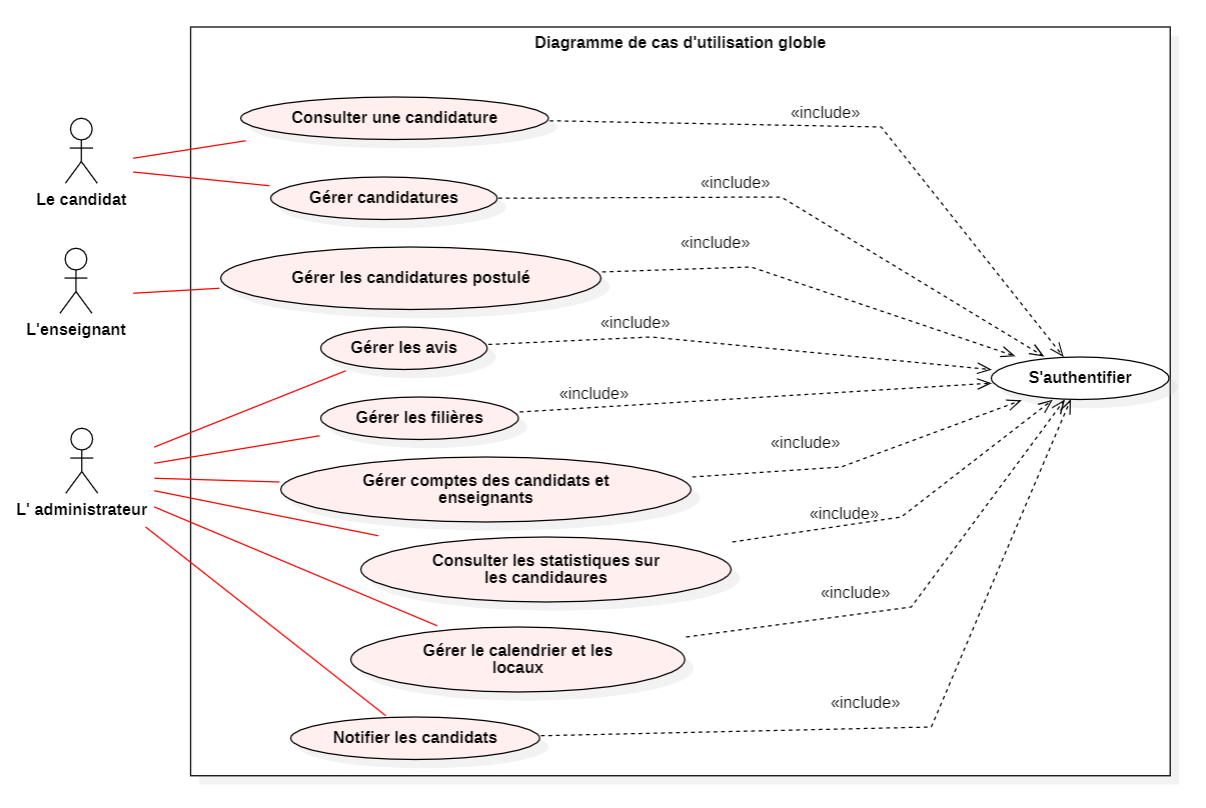 Diagramme de cas d'utilisation globle
Consulter une candidature
«include»
Le candidat
Gérer candidatures
«include»
Gérer les candidatures postulé
«include»
L'enseignant
Gérer les avis
«include»
S'authentifier
Gérer les filières
«include»
Gérer comptes des candidats et
enseignants
«include»
L' administrateur
Consulter les statistiques sur
les candidaures
«include»
Gérer le calendrier et les
locaux
«include»
Notifier les candidats
«include»